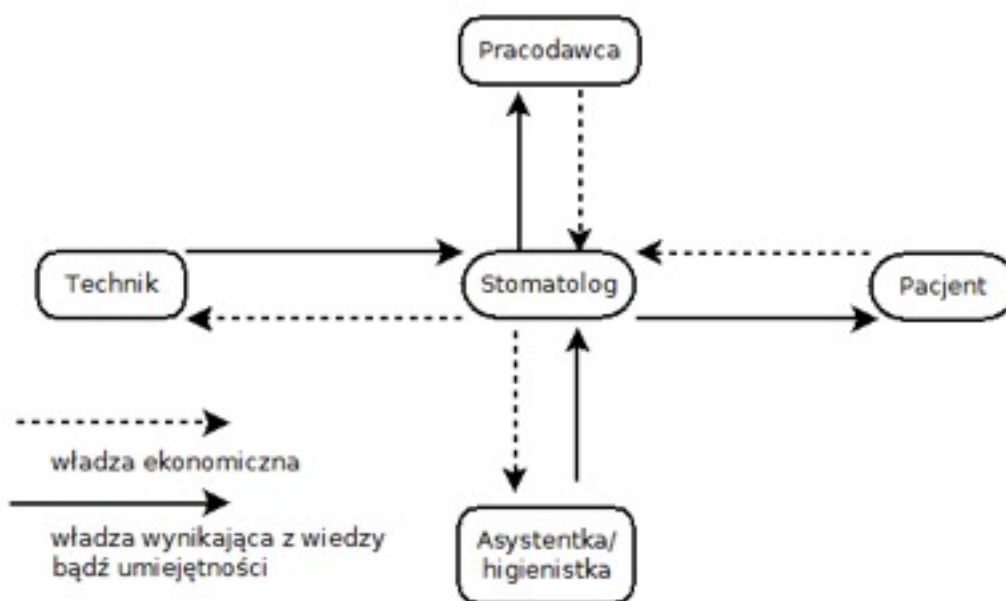 Pracodawca
Technik
Stomatolog
Pacjent
władza ekonomiczna
władza wynikająca z wiedzy
bądź umiejętności
Asystentka/
higienistka